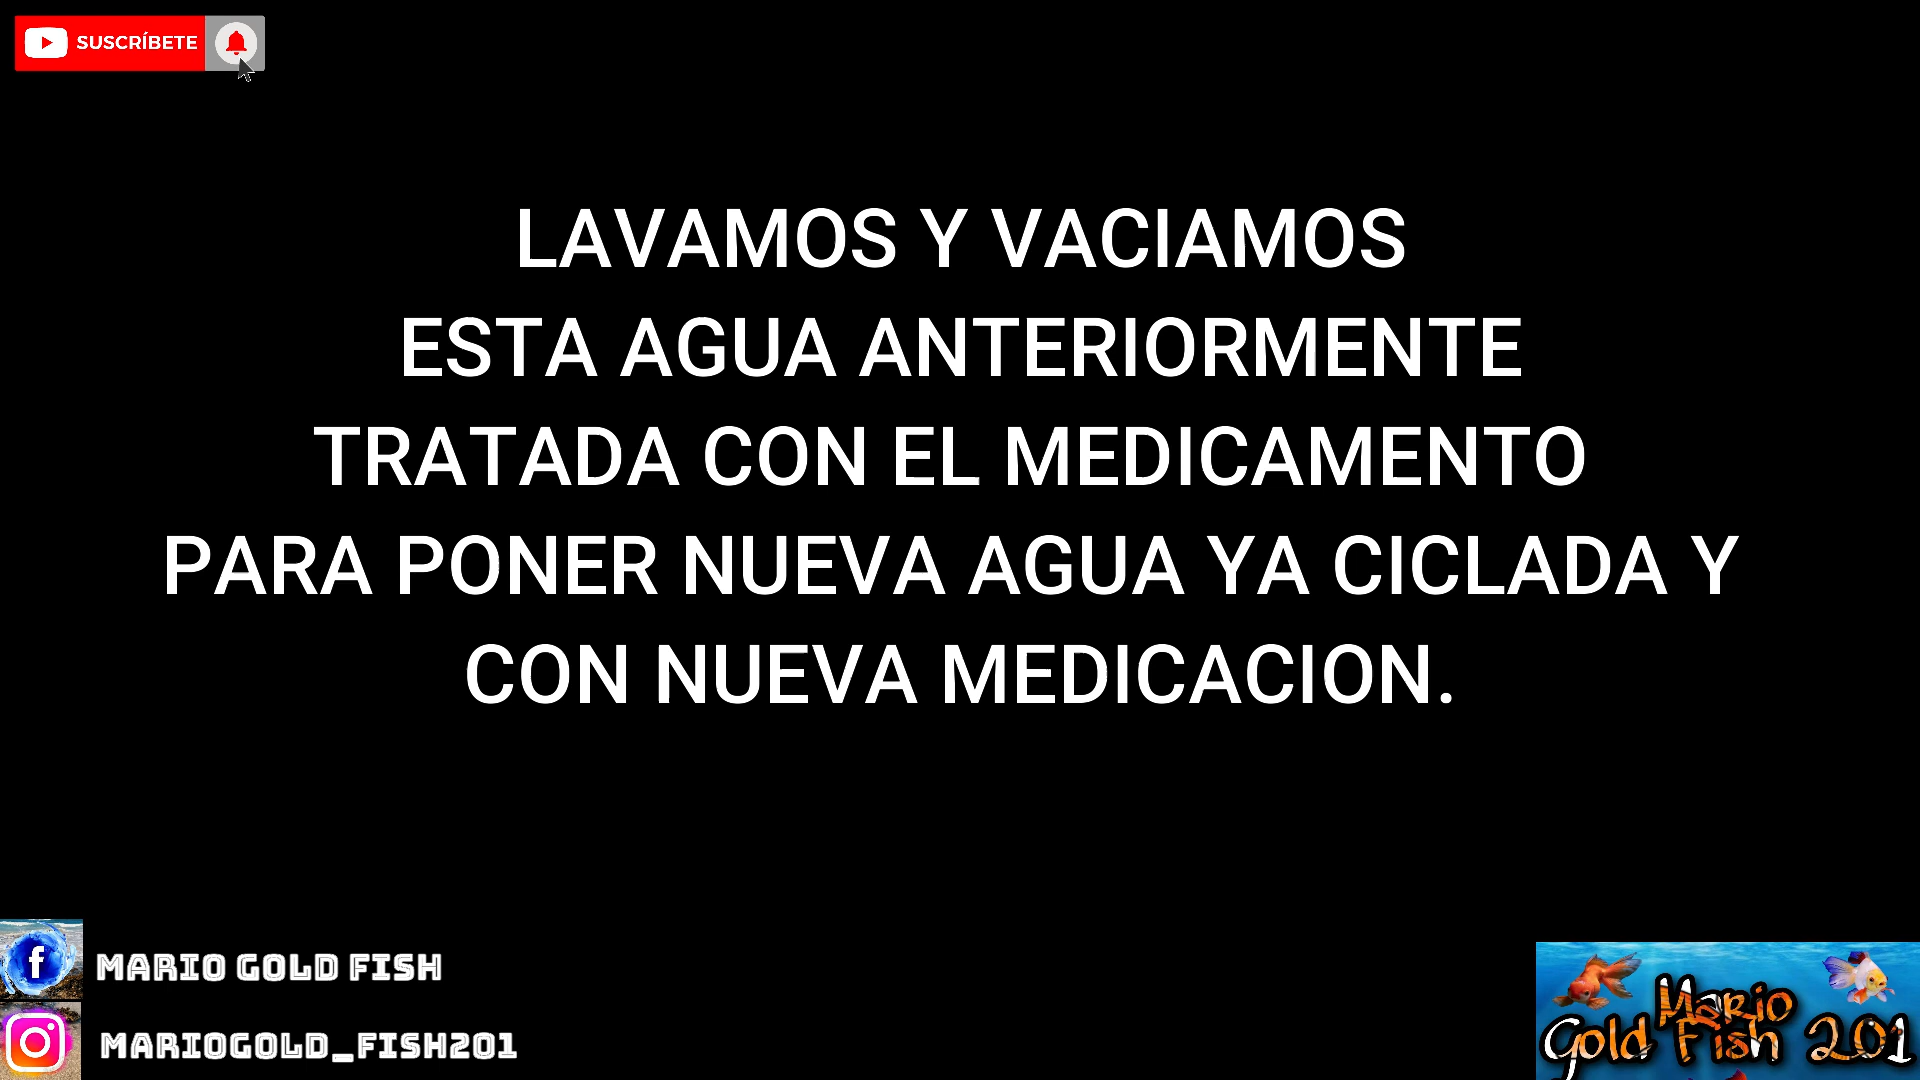 SUSCRÍBETE
LAVAMOS Y VACIAMOS
ESTA AGUA ANTERIORMENTE
TRATADA CON EL MEDICAMENTO
PARA PONER NUEVA AGUA YA CICLADA Y
CON NUEVA MEDICACION.
MARIO GOLD FISH
MARIOGOLD_FISH201
Mario
Gold Fish 201